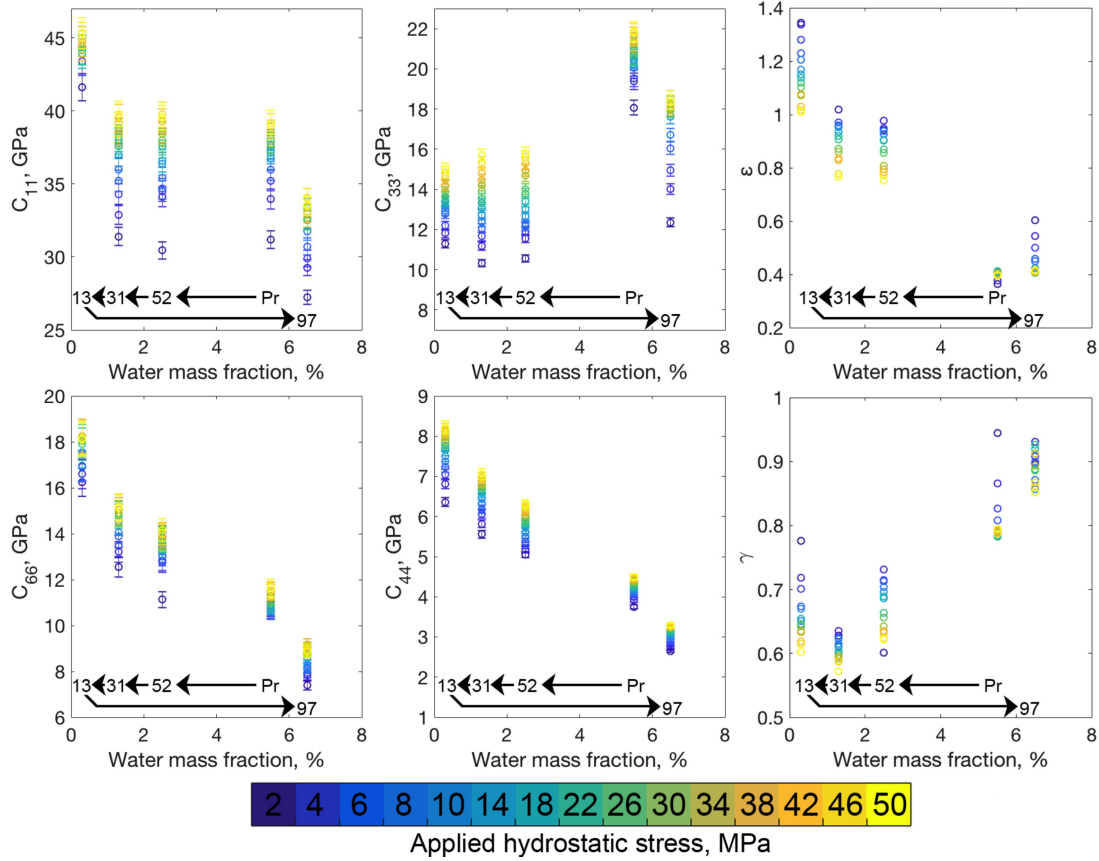 45
40
35
30
25
C11, GPa
13 31 52 Pr
97
0 2 4 6 8
Water mass fraction, %
22
20
18
16
14
12
10
8
C33, GPa
13 31 52 Pr
97
0 2 4 6 8
Water mass fraction, %
1.4
1.2
1
0.8
0.6
0.4
0.2
ε
13 31 52 Pr
97
0 2 4 6 8
Water mass fraction, %
20
18
16
14
12
10
8
6
C66, GPa
13 31 52 Pr
97
0 2 4 6 8
Water mass fraction, %
9
8
7
6
5
4
3
2
1
C44, GPa
13 31 52 Pr
97
0 2 4 6 8
Water mass fraction, %
1
0.9
0.8
0.7
0.6
0.5
γ
13 31 52 Pr
97
0 2 4 6 8
Water mass fraction, %
2 4 6 8 10 14 18 22 26 30 34 38 42 46 50
Applied hydrostatic stress, MPa